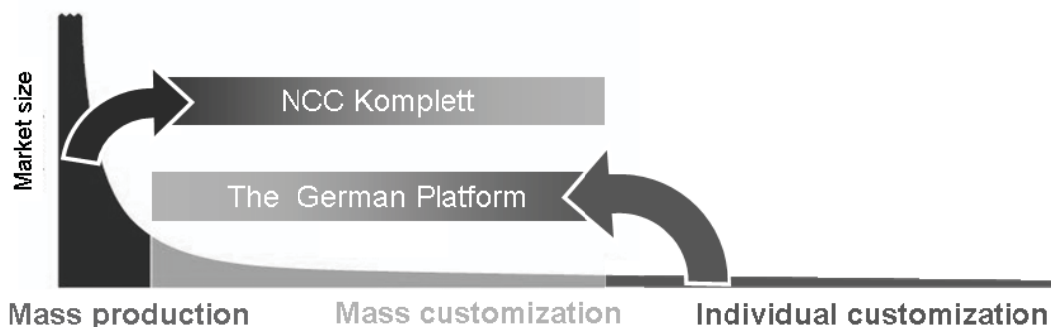 Market size
NCC Komplett
The German Platform
Mass production
Mass customization
Individual customization